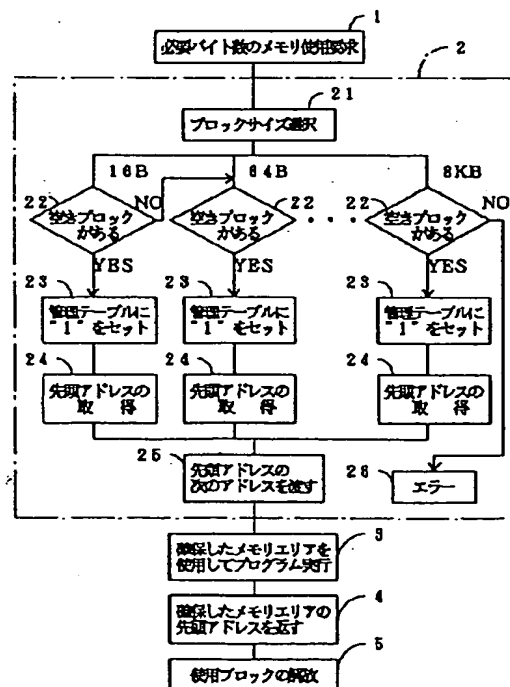 1
必要バイト数のメモリ使用要求
2
21
ブロックサイズ選択
16B
64B
8KB
22
空きブロック
がある
NO
22
空きブロック
がある
・・・
22
空きブロック
がある
NO
YES
YES
YES
23
管理テーブルに
"1"をセット
23
管理テーブルに
"1"をセット
23
管理テーブルに
"1"をセット
24
先頭アドレスの
取 得
24
先頭アドレスの
取 得
24
先頭アドレスの
取 得
25
先頭アドレスの
次のアドレスを渡す
26
エラー
3
確保したメモリエリアを
使用してプログラム実行
4
確保したメモリエリアの
先頭アドレスを返す
5
使用ブロックの解放